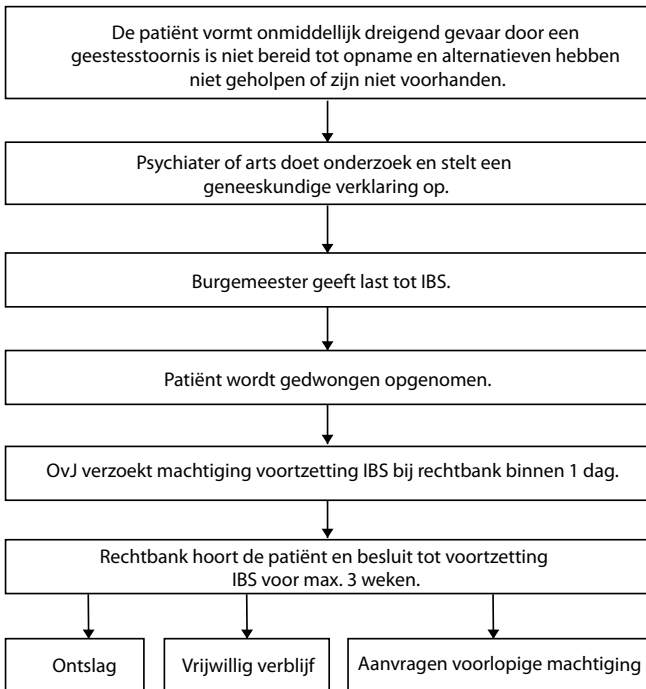 De patiënt vormt onmiddellijk dreigend gevaar door een
geestesstoornis is niet bereid tot opname en alternatieven hebben
niet geholpen of zijn niet voorhanden.
Psychiater of arts doet onderzoek en stelt een
geneeskundige verklaring op.
Burgemeester geeft last tot IBS.
Patiënt wordt gedwongen opgenomen.
OvJ verzoekt machtiging voortzetting IBS bij rechtbank binnen 1 dag.
Rechtbank hoort de patiënt en besluit tot voortzetting
IBS voor max. 3 weken.
Ontslag
Vrijwillig verblijf
Aanvragen voorlopige machtiging